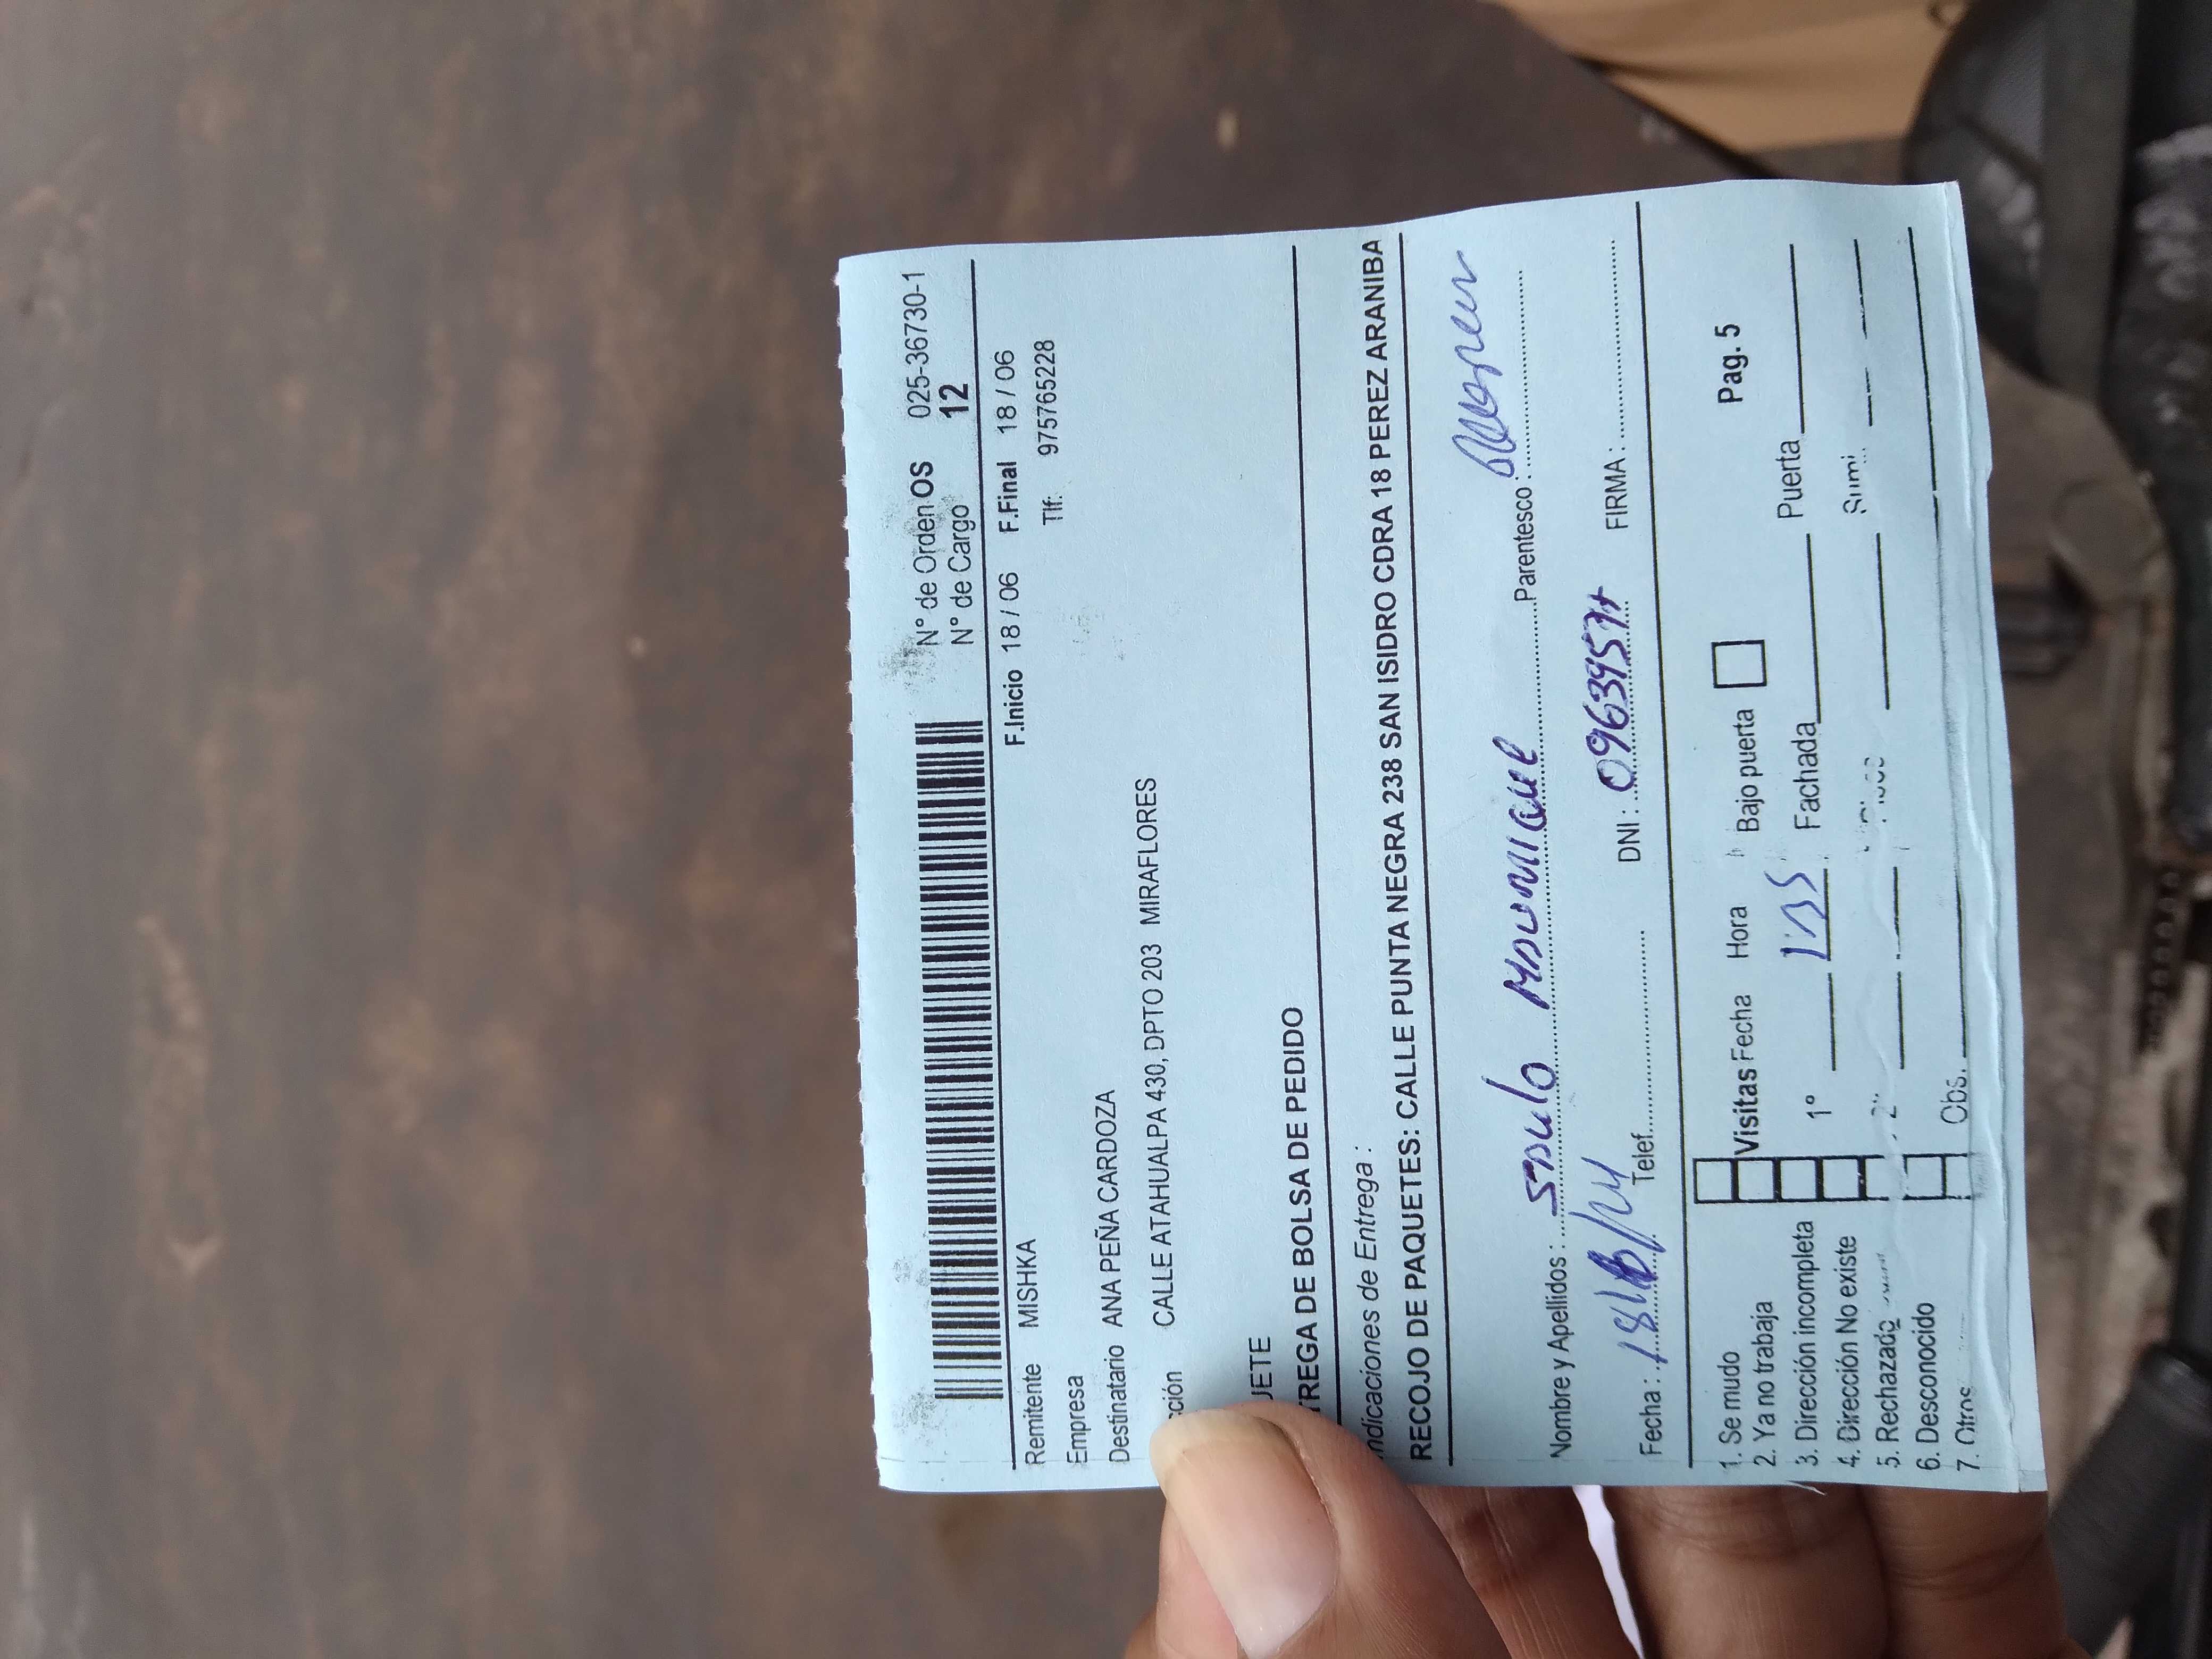 N° de Orden OS 025-36730-1
N° de Cargo 12
F.Inicio 18 / 06 F.Final 18 / 06
Remitente MISHKA Tlf: 975765228
Empresa
Destinatario ANA PEÑA CARDOZA
cción CALLE ATAHUALPA 430, DPTO 203 MIRAFLORES
UETE
TREGA DE BOLSA DE PEDIDO
ndicaciones de Entrega :
RECOJO DE PAQUETES: CALLE PUNTA NEGRA 238 SAN ISIDRO CDRA 18 PEREZ ARANIBA
Nombre y Apellidos : Parentesco :
Fecha : Telef. DNI : FIRMA :
1. Se mudo Visitas Fecha Hora Bajo puerta Pag. 5
2. Ya no trabaja
3. Dirección incompleta 1° Fachada Puerta
4. Dirección No existe
5. Rechazado 2° Sumi
6. Desconocido
7. Otros Obs.